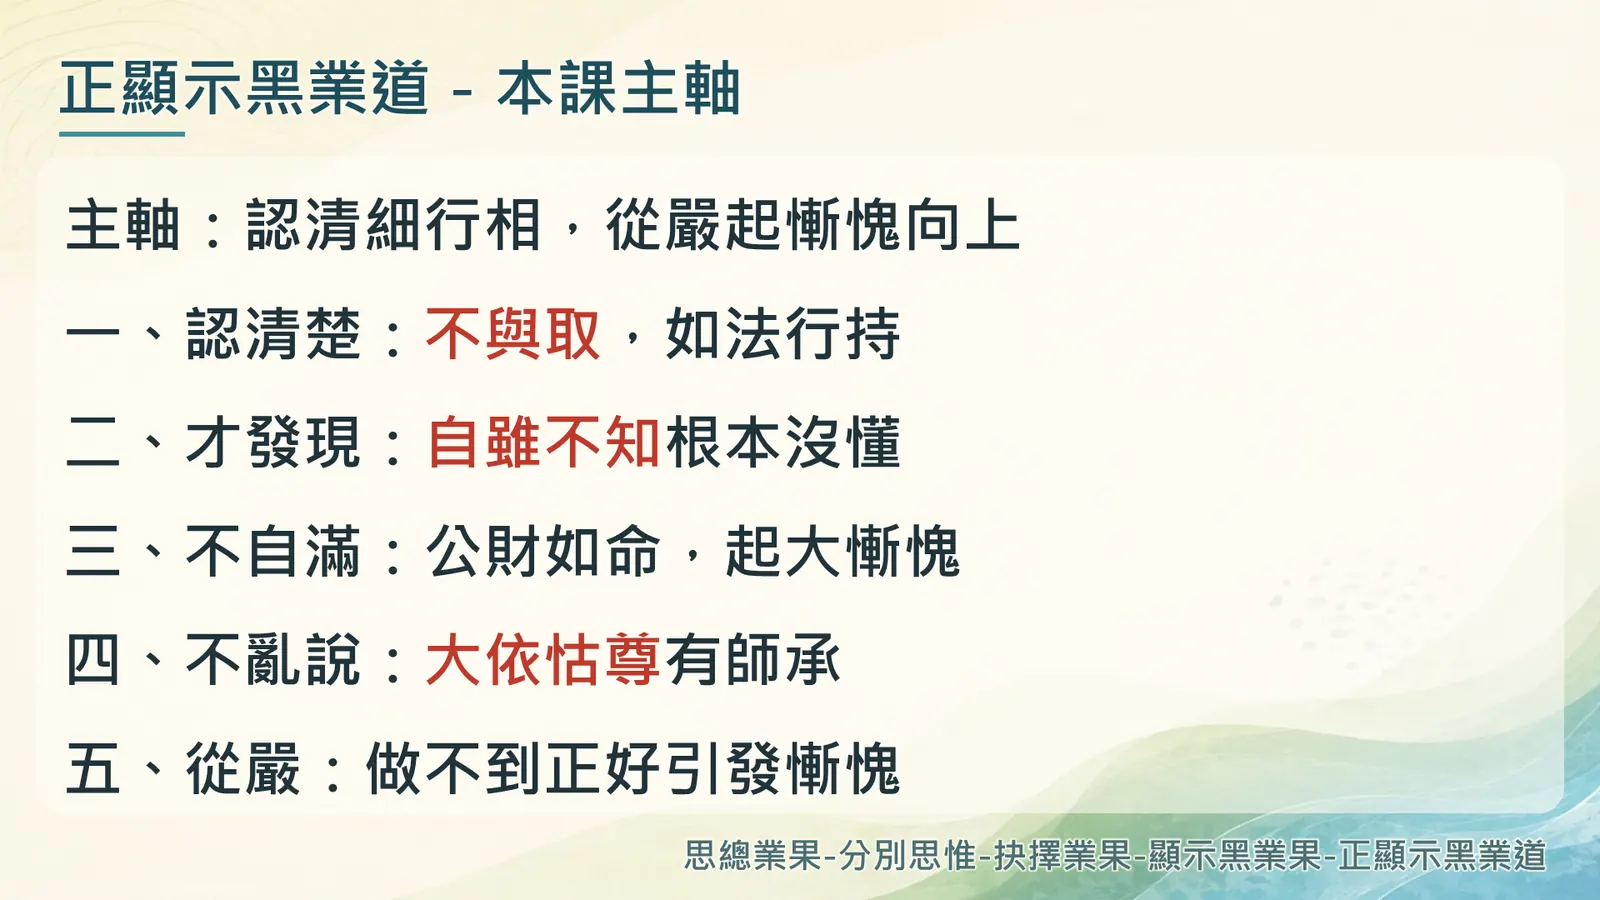 正顯示黑業道 - 本課主軸
主軸：認清細行相，從嚴起慚愧向上
一、認清楚：不與取，如法行持
二、才發現：自雖不知根本沒懂
三、不自滿：公財如命，起大慚愧
四、不亂說：大依怙尊有師承
五、從嚴：做不到正好引發慚愧
思總業果-分別思惟-抉擇業果-顯示黑業果-正顯示黑業道